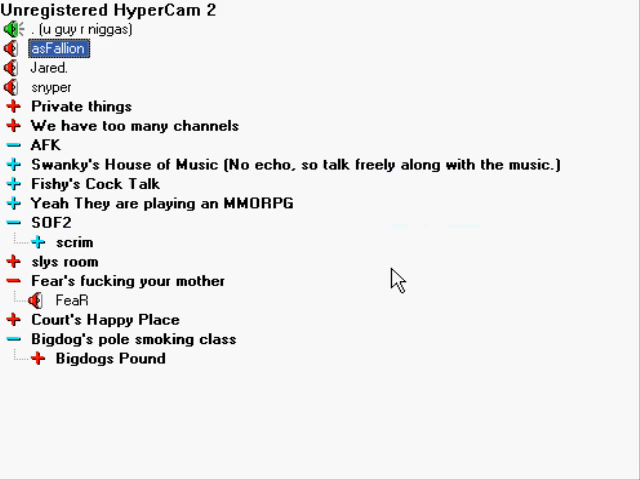 Unregistered HyperCam 2
. (u guy r niggas)
asFallion
Jared.
snyper
Private things
We have too many channels
AFK
Swanky's House of Music (No echo, so talk freely along with the music.)
Fishy's Cock Talk
Yeah They are playing an MMORPG
SOF2
scrim
slys room
Fear's fucking your mother
FeaR
Court's Happy Place
Bigdog's pole smoking class
Bigdogs Pound